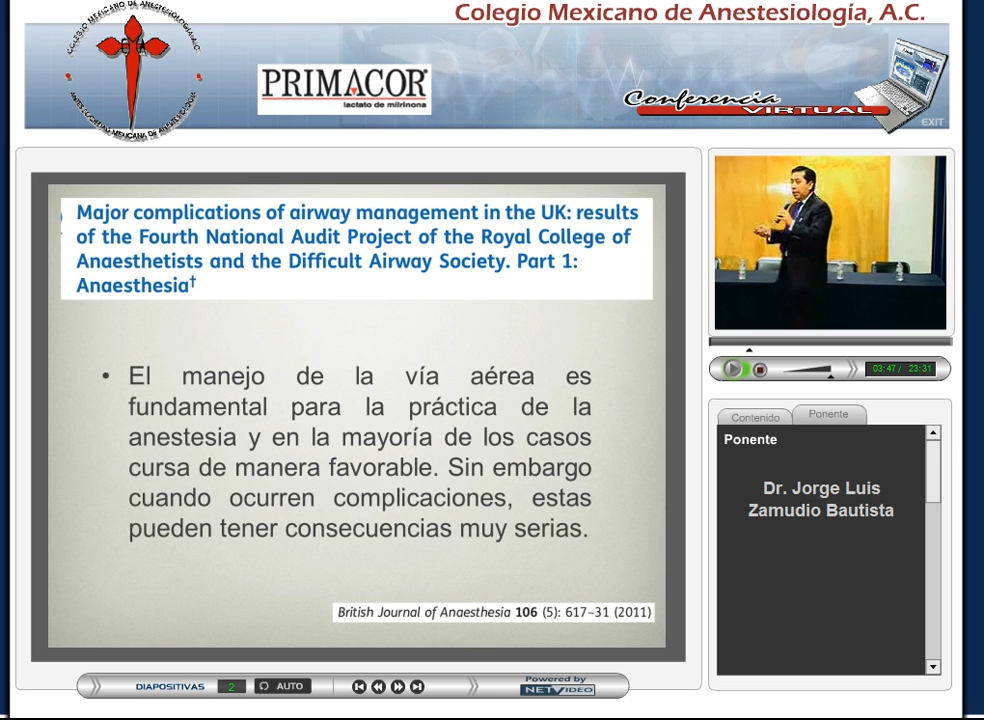 Colegio Mexicano de Anestesiología, A.C.
COLEGIO MEXICANO DE ANESTESIOLOGIA, A.C.
PRIMACOR
lactato de milrinona
Conferencia
VIRTUAL
EXIT
Major complications of airway management in the UK: results
of the Fourth National Audit Project of the Royal College of
Anaesthetists and the Difficult Airway Society. Part 1:
Anaesthesia†
• El manejo de la vía aérea es
fundamental para la práctica de la
anestesia y en la mayoría de los casos
cursa de manera favorable. Sin embargo
cuando ocurren complicaciones, estas
pueden tener consecuencias muy serias.
British Journal of Anaesthesia 106 (5): 617–31 (2011)
03:47 / 23:31
Contenido
Ponente
Ponente
Dr. Jorge Luis
Zamudio Bautista
DIAPOSITIVAS
2
AUTO
Powered by
NETVIDEO